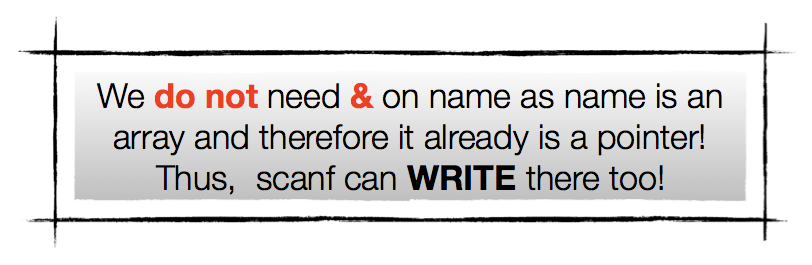 We do not need & on name as name is an
array and therefore it already is a pointer!
Thus,  scanf can WRITE there too!